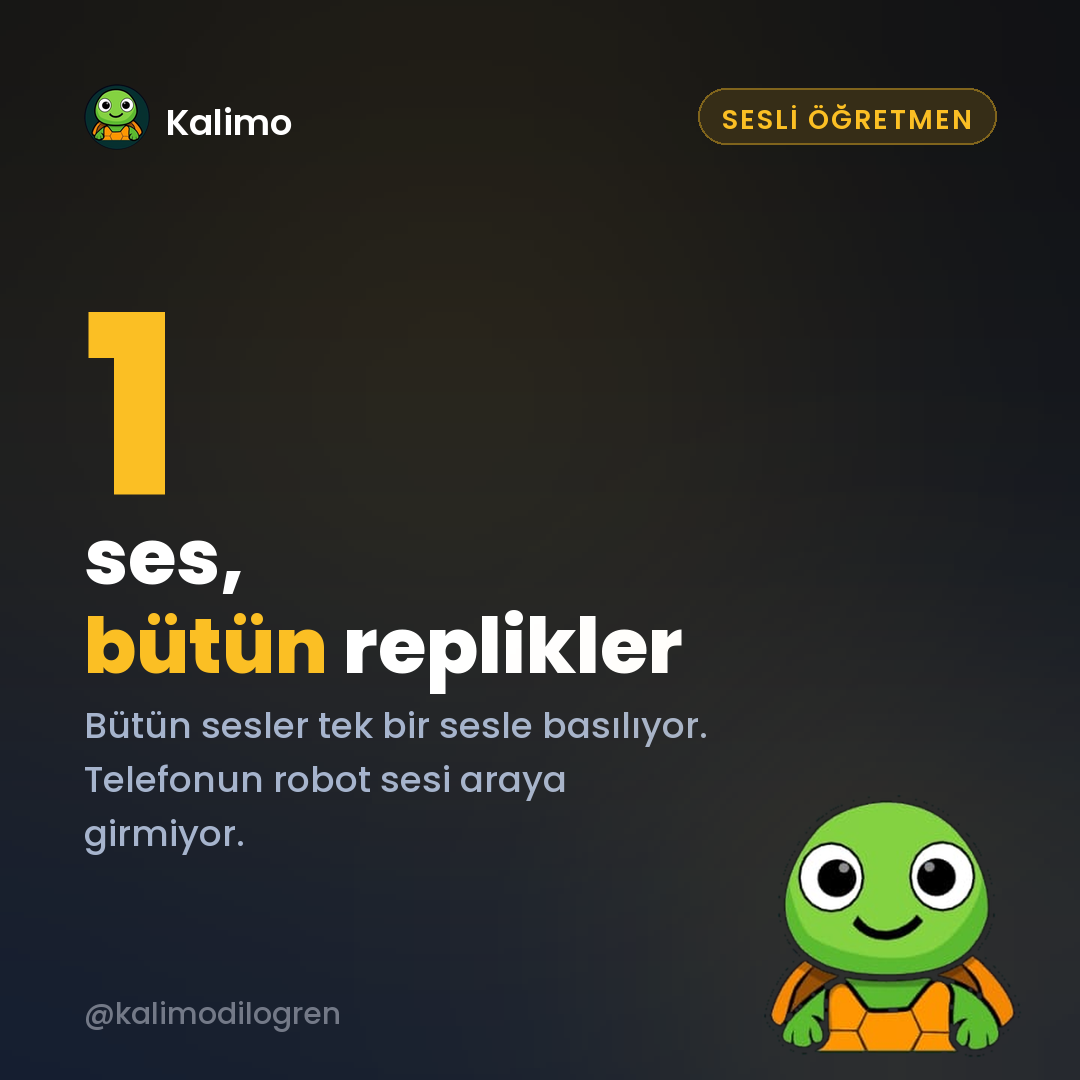 Kalimo
SESLİ ÖĞRETMEN
1
ses,
bütün replikler
Bütün sesler tek bir sesle basılıyor.
Telefonun robot sesi araya
girmiyor.
@kalimodilogren